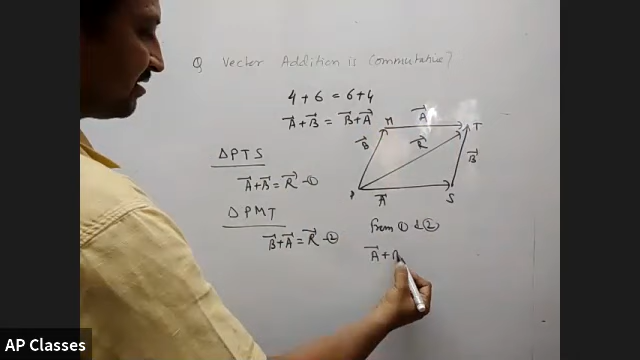 Q Vector Addition is Commutative?
4 + 6 = 6 + 4
A⃗ + B⃗ = B⃗ + A⃗
M A⃗ T
B⃗ R⃗ B⃗
P A⃗ S
ΔPTS
A⃗ + B⃗ = R⃗ - ①
ΔPMT
B⃗ + A⃗ = R⃗ - ②
From ① & ②
A⃗ +
AP Classes